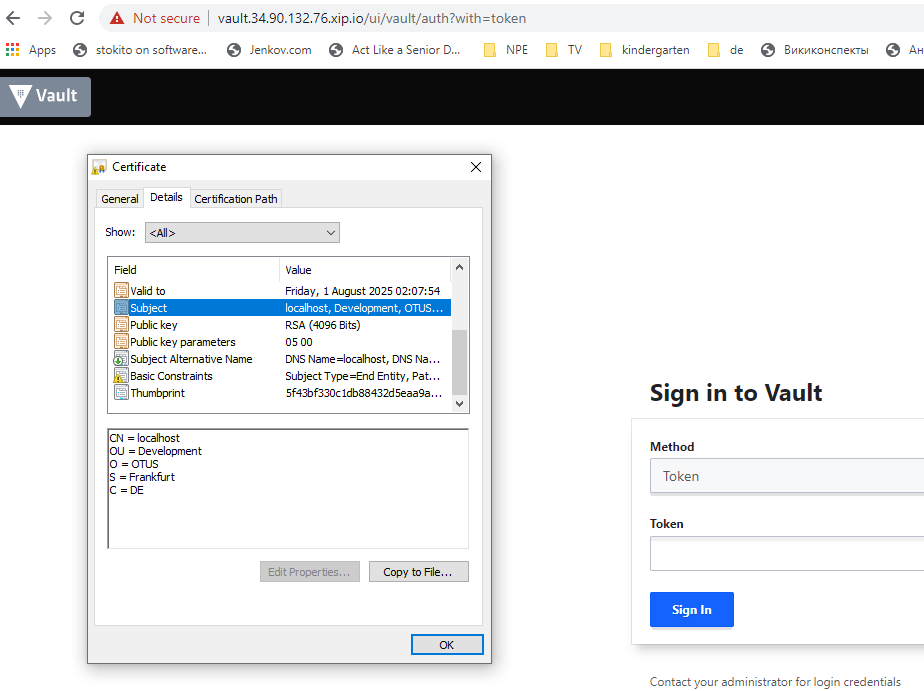 Not secure | vault.34.90.132.76.xip.io/ui/vault/auth?with=token
Apps stokito on software... Jenkov.com Act Like a Senior D... NPE TV kindergarten de Викиконспекты Ан
Vault
Certificate
General Details Certification Path
Show: <All>
Field Value
Valid to Friday, 1 August 2025 02:07:54
Subject localhost, Development, OTUS...
Public key RSA (4096 Bits)
Public key parameters 05 00
Subject Alternative Name DNS Name=localhost, DNS Na...
Basic Constraints Subject Type=End Entity, Pat...
Thumbprint 5f43bf330c1db88432d5eaa9a...
CN = localhost
OU = Development
O = OTUS
S = Frankfurt
C = DE
Edit Properties... Copy to File...
OK
Sign in to Vault
Method
Token
Token
Sign In
Contact your administrator for login credentials